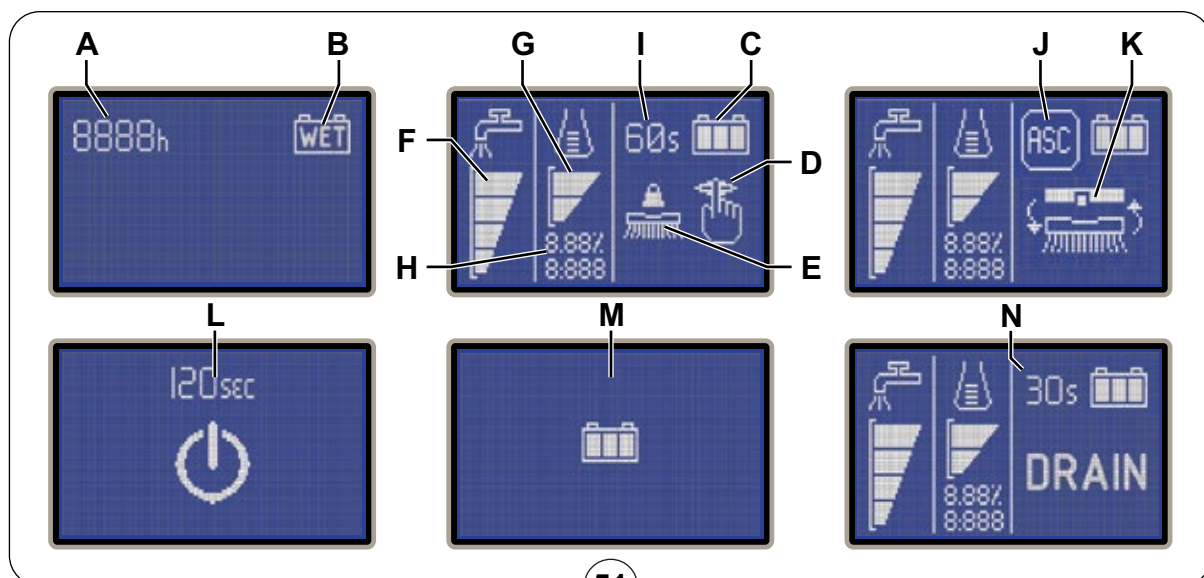 A B G I C J K
8888h WET
F 60s D ASC
H 8.88% E 8.88%
8:888 8:888
L M N
120sec 30s
DRAIN
8.88%
8:888